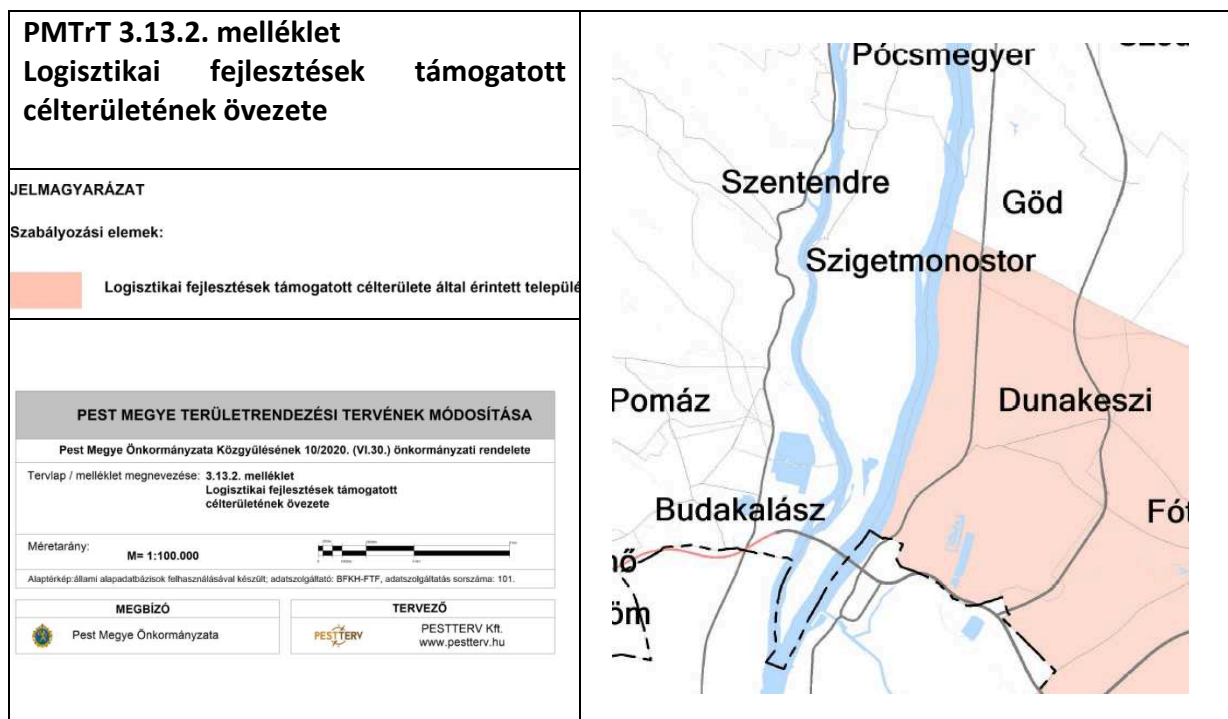 PMTrT 3.13.2. melléklet
Logisztikai fejlesztések támogatott
célterületének övezete
JELMAGYARÁZAT
Szabályozási elemek:
Logisztikai fejlesztések támogatott célterülete által érintett települé
PEST MEGYE TERÜLETRENDEZÉSI TERVÉNEK MÓDOSÍTÁSA
Pest Megye Önkormányzata Közgyűlésének 10/2020. (VI.30.) önkormányzati rendelete
Tervlap / melléklet megnevezése: 3.13.2. melléklet
Logisztikai fejlesztések támogatott
célterületének övezete
Méretarány:
M= 1:100.000
Alaptérkép:állami alapadatbázisok felhasználásával készült; adatszolgáltató: BFKH-FTF, adatszolgáltatás sorszáma: 101.
MEGBÍZÓ
Pest Megye Önkormányzata
TERVEZŐ
PESTTERV
PESTTERV Kft.
www.pestterv.hu
Pócsmegyer
Szentendre
Göd
Szigetmonostor
Pomáz
Dunakeszi
Budakalász
Fót
nő
öm